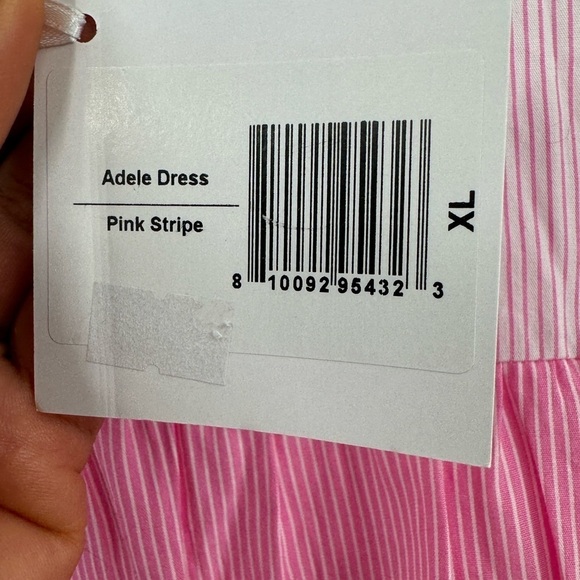 Adele Dress
Pink Stripe
8 10092 95432 3
XL